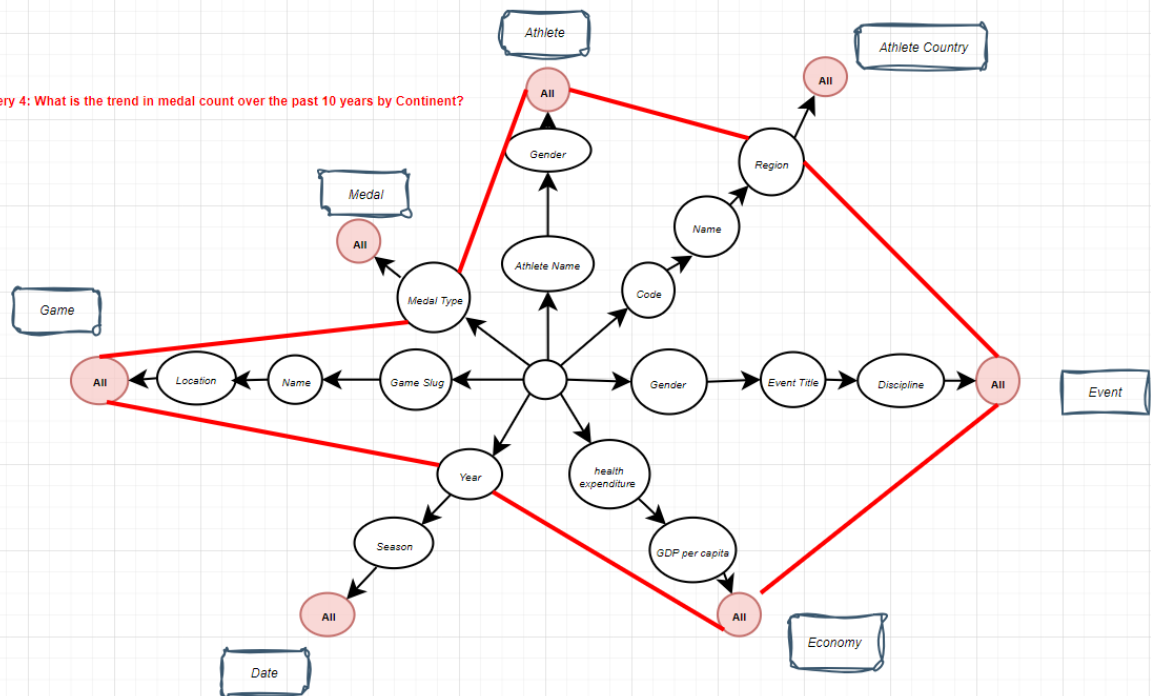 Athlete
Athlete Country
All
All
ery 4: What is the trend in medal count over the past 10 years by Continent?
Gender
Region
Medal
Name
All
Athlete Name
Code
Medal Type
Game
All
Location
Name
Game Slug
Gender
Event Title
Discipline
All
Event
Year
health
expenditure
Season
GDP per capita
All
All
Economy
Date